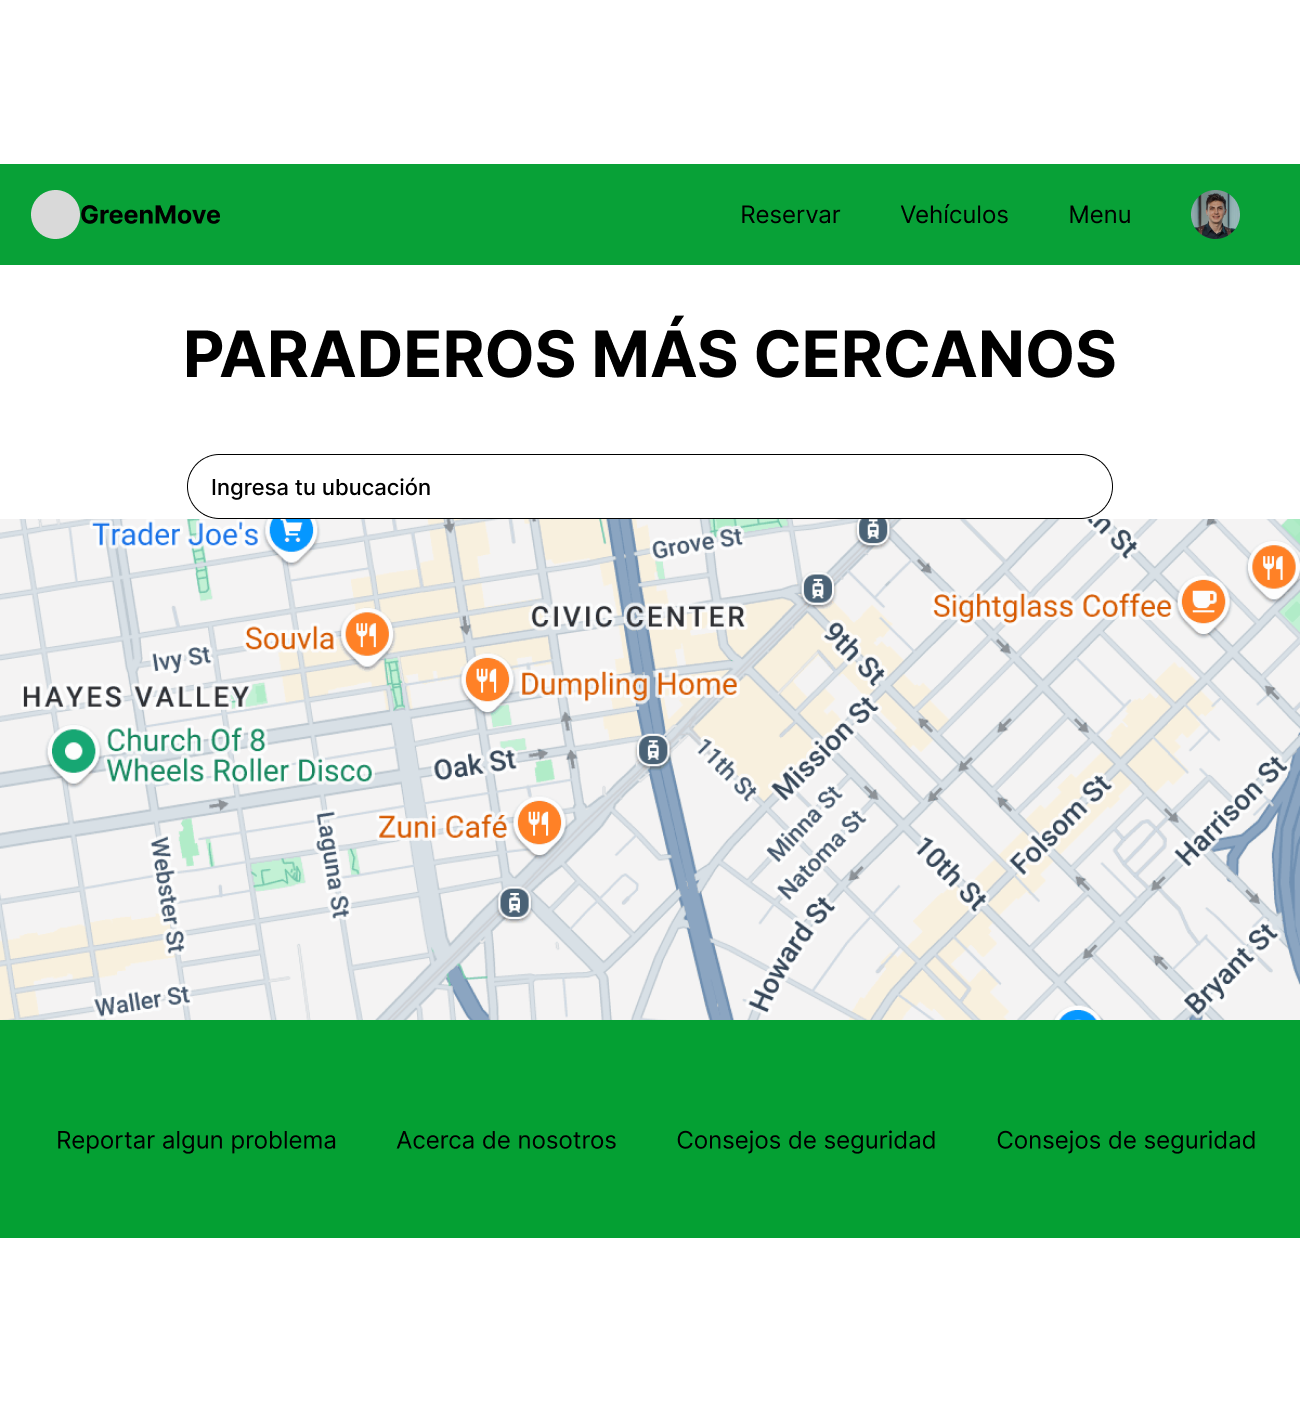 GreenMove
Reservar
Vehículos
Menu
PARADEROS MÁS CERCANOS
Ingresa tu ubucación
Trader Joe's
Grove St
Sightglass Coffee
CIVIC CENTER
Souvla
9th St
Ivy St
Dumpling Home
HAYES VALLEY
Church Of 8
Wheels Roller Disco
Oak St
11th St
Mission St
Minna St
Natoma St
Folsom St
Harrison St
Zuni Café
Laguna St
Webster St
10th St
Howard St
Bryant St
Waller St
Reportar algun problema
Acerca de nosotros
Consejos de seguridad
Consejos de seguridad